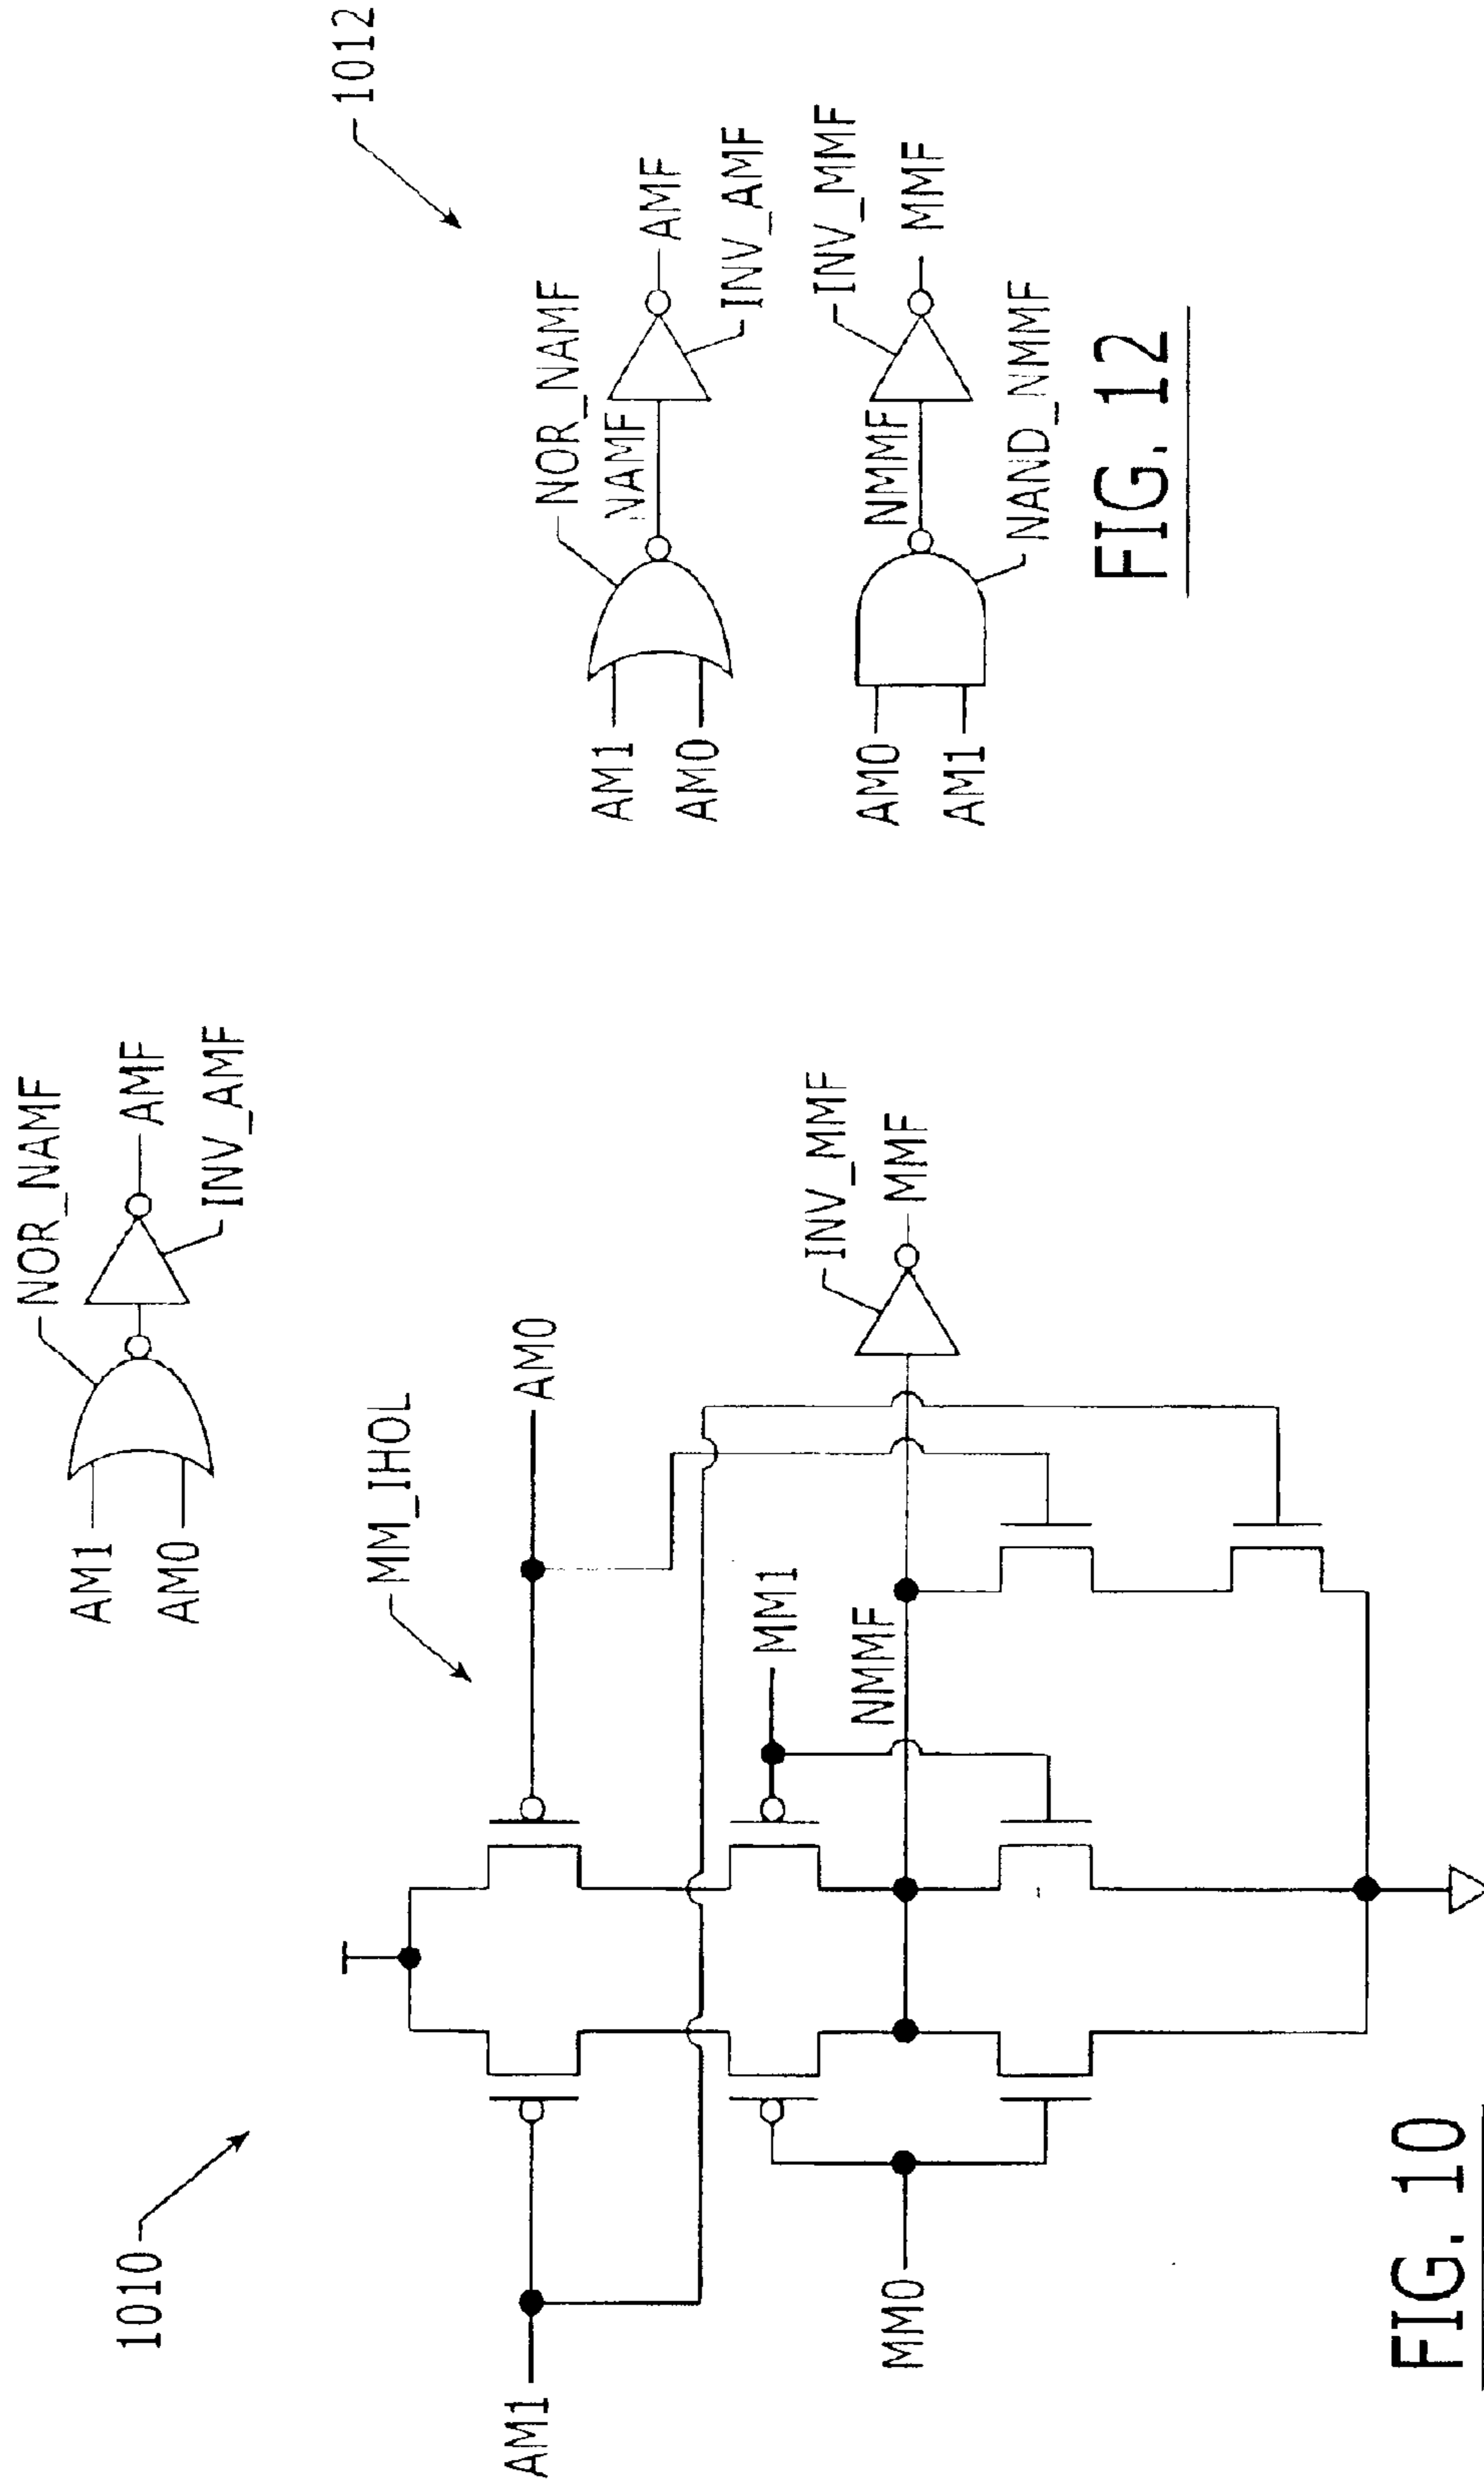 1010
NOR_NAMF
AM1
AM0
AMF
INV_AMF
MM_IHOL
AM1
AM0
MM1
MM0
NMMF
INV_MMF
MMF
FIG. 10
1012
NOR_NAMF
NAMF
AM1
AM0
AMF
INV_AMF
INV_MMF
NMMF
AM0
AM1
MMF
NAND_NMMF
FIG. 12